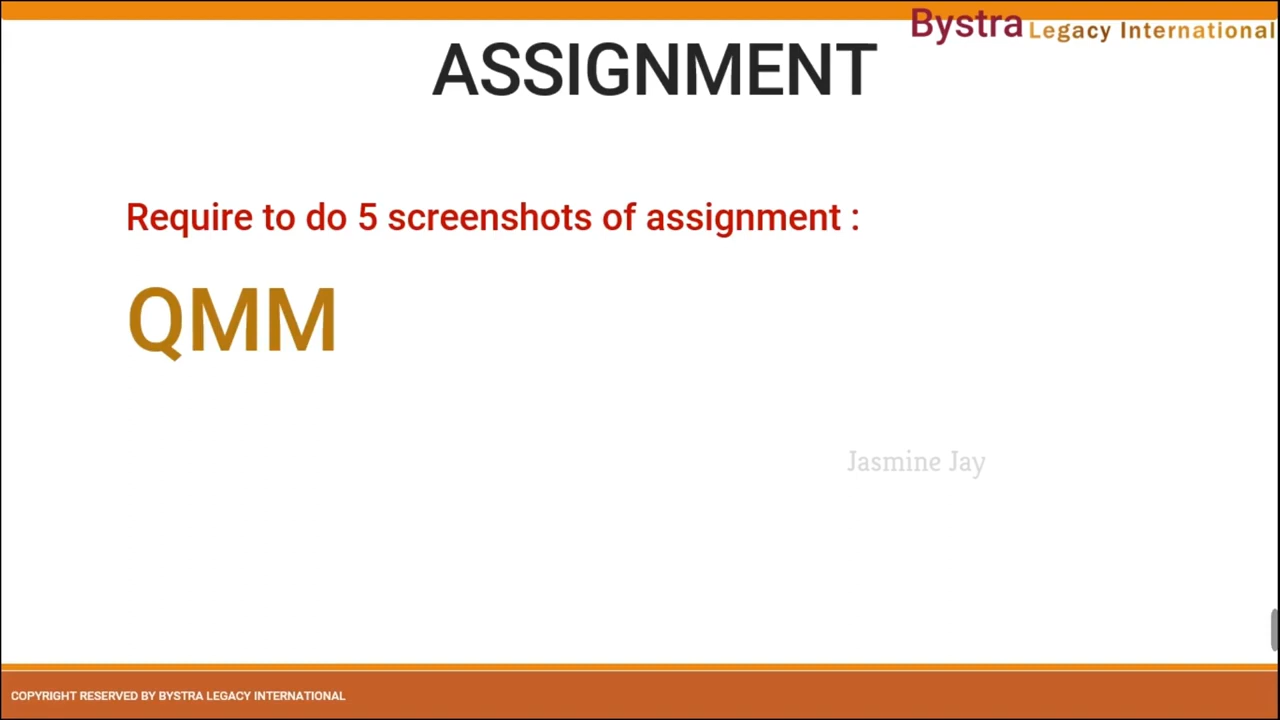 Bystra Legacy International
ASSIGNMENT
Require to do 5 screenshots of assignment :
QMM
Jasmine Jay
COPYRIGHT RESERVED BY BYSTRA LEGACY INTERNATIONAL